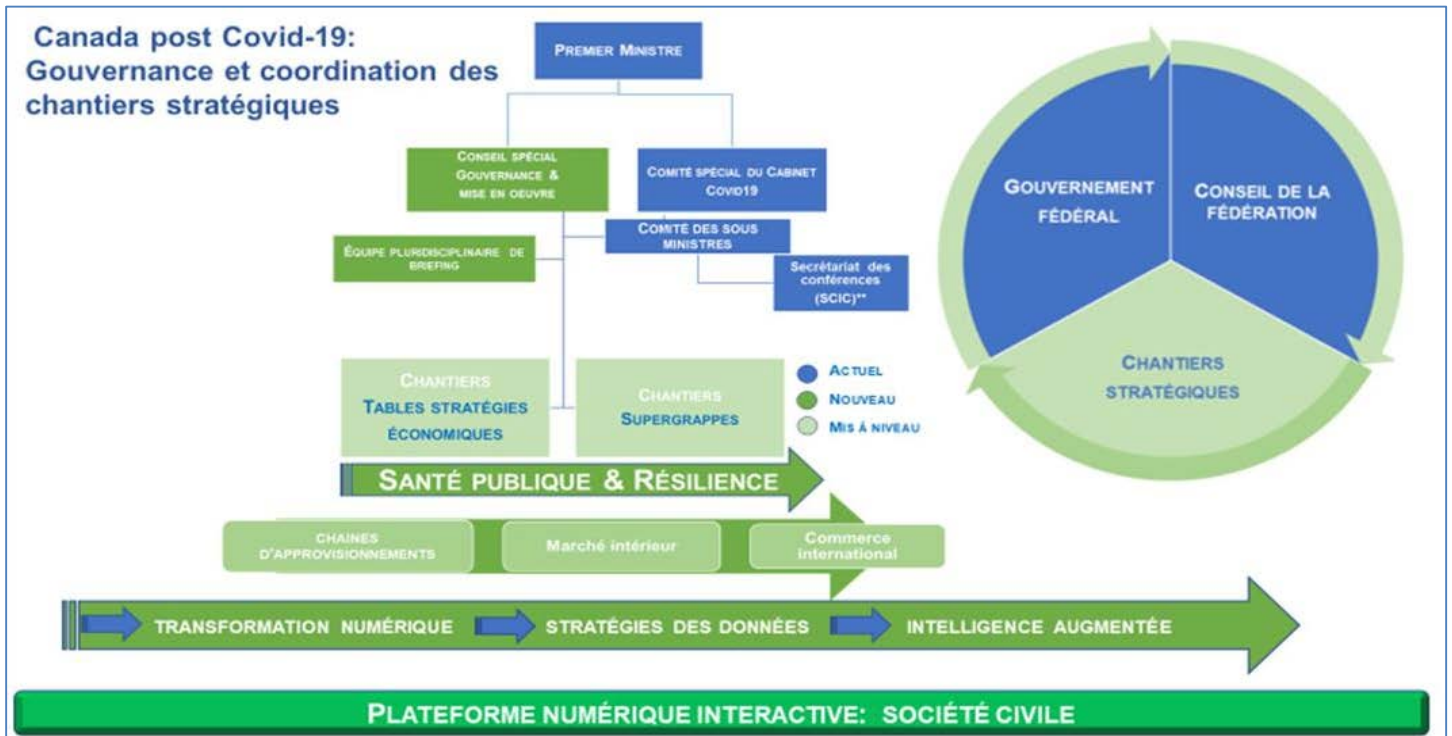 Canada post Covid-19:
Gouvernance et coordination des
chantiers stratégiques
PREMIER MINISTRE
CONSEIL SPÉCIAL
GOUVERNANCE &
MISE EN OEUVRE
COMITÉ SPÉCIAL DU CABINET
COVID19
COMITÉ DES SOUS
MINISTRES
ÉQUIPE PLURIDISCIPLINAIRE DE
BRIEFING
Secrétariat des
conférences
(SCIC)**
CHANTIERS
TABLES STRATÉGIES
ÉCONOMIQUES
CHANTIERS
SUPERGRAPPES
ACTUEL
NOUVEAU
MIS À NIVEAU
GOUVERNEMENT
FÉDÉRAL
CONSEIL DE LA
FÉDÉRATION
CHANTIERS
STRATÉGIQUES
SANTÉ PUBLIQUE & RÉSILIENCE
CHAINES
D'APPROVISIONNEMENTS
Marché intérieur
Commerce
international
TRANSFORMATION NUMÉRIQUE
STRATÉGIES DES DONNÉES
INTELLIGENCE AUGMENTÉE
PLATEFORME NUMÉRIQUE INTERACTIVE: SOCIÉTÉ CIVILE